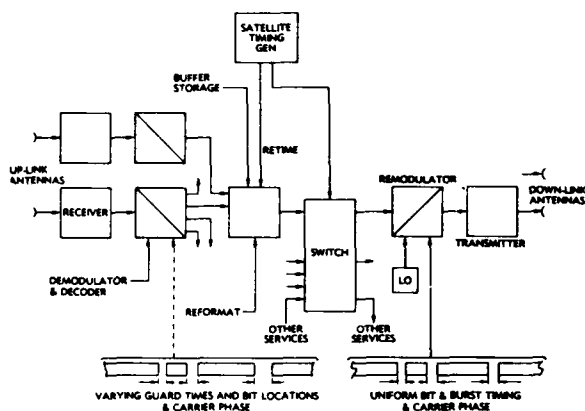 SATELLITE
TIMING
GEN
BUFFER
STORAGE
RETIME
UP-LINK
ANTENNAS
RECEIVER
REMODULATOR
DOWN-LINK
ANTENNAS
TRANSMITTER
SWITCH
LO
DEMODULATOR
& DECODER
REFORMAT
OTHER
SERVICES
OTHER
SERVICES
VARYING GUARD TIMES AND BIT LOCATIONS
& CARRIER PHASE
UNIFORM BIT & BURST TIMING
& CARRIER PHASE